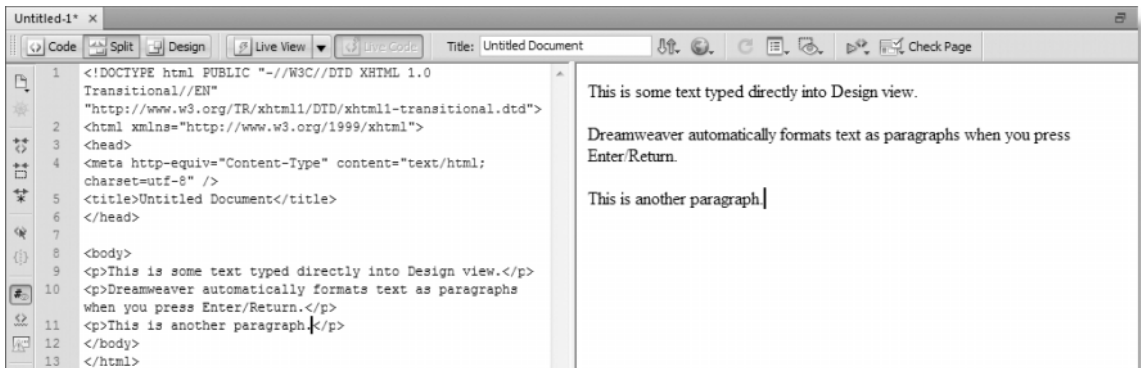 Untitled-1* ×
Code Split Design Live View Live Code Title: Untitled Document Check Page
1 <!DOCTYPE html PUBLIC "-//W3C//DTD XHTML 1.0
Transitional//EN"
"http://www.w3.org/TR/xhtml1/DTD/xhtml1-transitional.dtd">
2 <html xmlns="http://www.w3.org/1999/xhtml">
3 <head>
4 <meta http-equiv="Content-Type" content="text/html;
charset=utf-8" />
5 <title>Untitled Document</title>
6 </head>
7
8 <body>
9 <p>This is some text typed directly into Design view.</p>
10 <p>Dreamweaver automatically formats text as paragraphs
when you press Enter/Return.</p>
11 <p>This is another paragraph.</p>
12 </body>
13 </html>
This is some text typed directly into Design view.
Dreamweaver automatically formats text as paragraphs when you press
Enter/Return.
This is another paragraph.